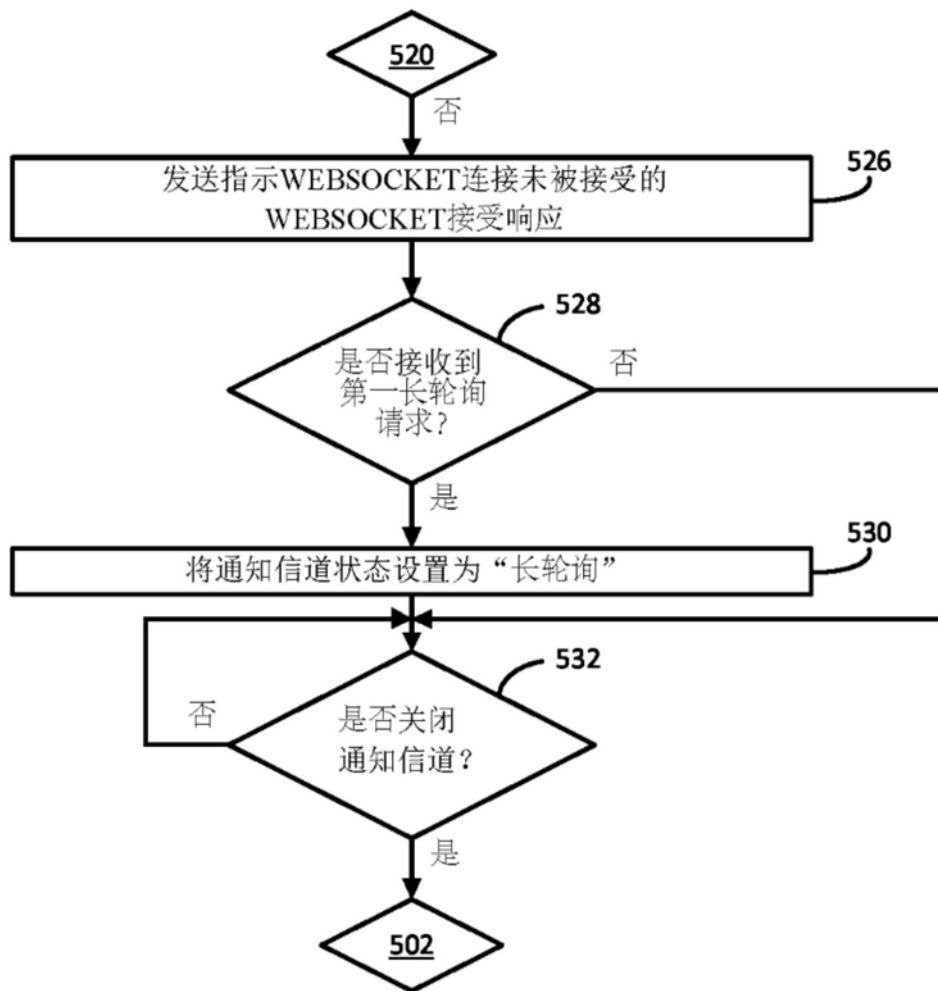 520
否
发送指示WEBSOCKET连接未被接受的
WEBSOCKET接受响应
526
528
是否接收到
第一长轮询
请求?
否
是
530
将通知信道状态设置为“长轮询”
532
否
是否关闭
通知信道?
是
502